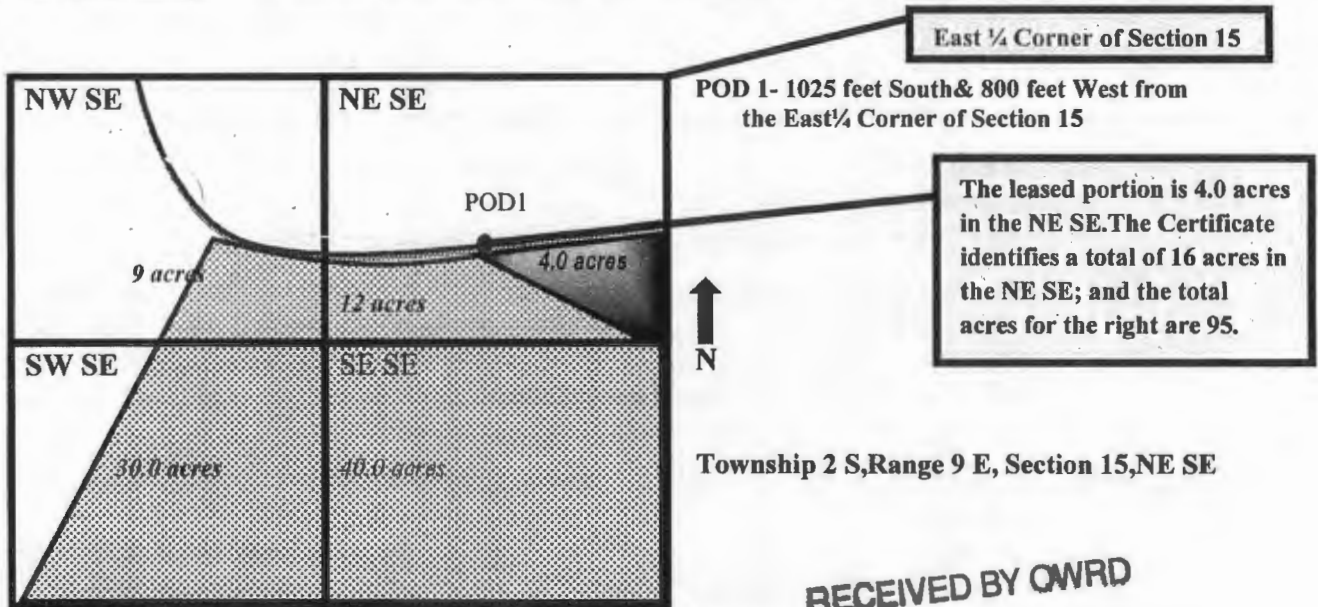 East ¼ Corner of Section 15
NW SE
NE SE
POD 1- 1025 feet South& 800 feet West from
the East¼ Corner of Section 15
POD1
The leased portion is 4.0 acres
in the NE SE.The Certificate
identifies a total of 16 acres in
the NE SE; and the total
acres for the right are 95.
9 acres
4.0 acres
12 acres
SW SE
SE SE
N
30.0 acres
40.0 acres
Township 2 S,Range 9 E, Section 15,NE SE
RECEIVED BY OWRD